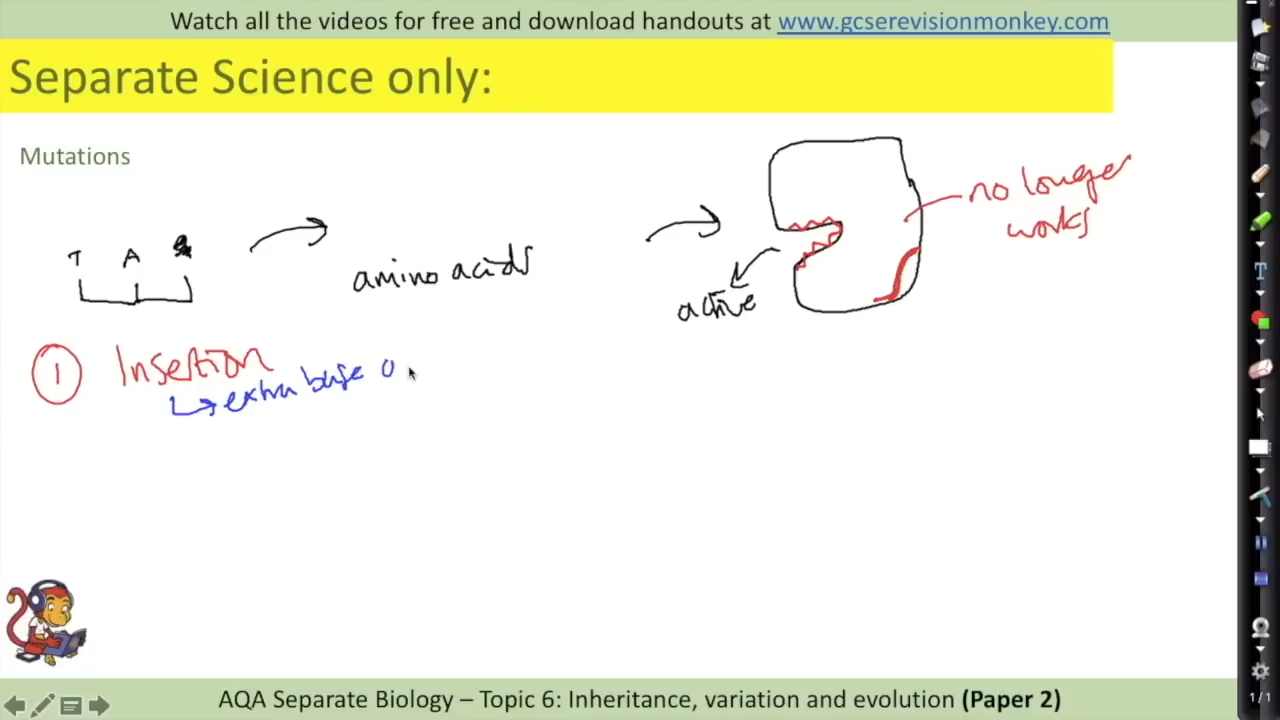 Watch all the videos for free and download handouts at www.gcserevisionmonkey.com
Separate Science only:
Mutations
no longer
works
T A
amino acids
active
1 Insertion
extra base
AQA Separate Biology – Topic 6: Inheritance, variation and evolution (Paper 2)
1/1